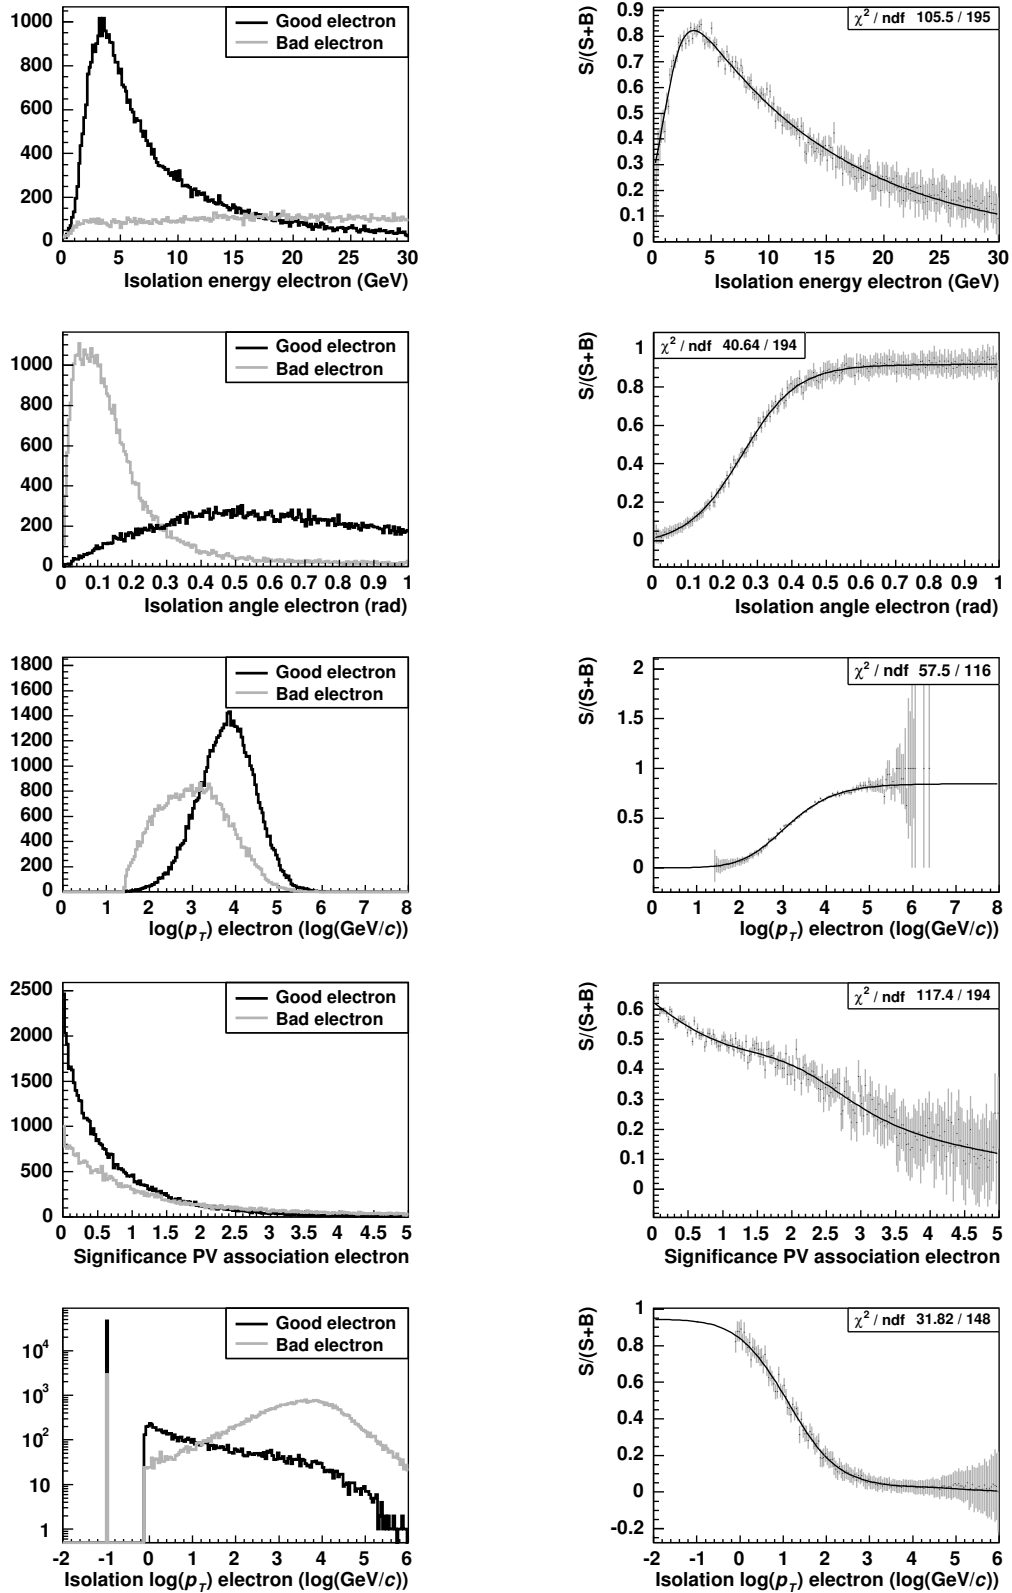 1000
800
600
400
200
0
Good electron
Bad electron
0 5 10 15 20 25 30
Isolation energy electron (GeV)
S/(S+B)
0.9
0.8
0.7
0.6
0.5
0.4
0.3
0.2
0.1
0
χ² / ndf 105.5 / 195
0 5 10 15 20 25 30
Isolation energy electron (GeV)
1000
800
600
400
200
0
Good electron
Bad electron
0 0.1 0.2 0.3 0.4 0.5 0.6 0.7 0.8 0.9 1
Isolation angle electron (rad)
S/(S+B)
1
0.8
0.6
0.4
0.2
0
χ² / ndf 40.64 / 194
0 0.1 0.2 0.3 0.4 0.5 0.6 0.7 0.8 0.9 1
Isolation angle electron (rad)
1800
1600
1400
1200
1000
800
600
400
200
0
Good electron
Bad electron
0 1 2 3 4 5 6 7 8
log(p_T) electron (log(GeV/c))
S/(S+B)
2
1.5
1
0.5
0
χ² / ndf 57.5 / 116
0 1 2 3 4 5 6 7 8
log(p_T) electron (log(GeV/c))
2500
2000
1500
1000
500
0
Good electron
Bad electron
0 0.5 1 1.5 2 2.5 3 3.5 4 4.5 5
Significance PV association electron
S/(S+B)
0.6
0.5
0.4
0.3
0.2
0.1
0
χ² / ndf 117.4 / 194
0 0.5 1 1.5 2 2.5 3 3.5 4 4.5 5
Significance PV association electron
10⁴
10³
10²
10
1
Good electron
Bad electron
-2 -1 0 1 2 3 4 5 6
Isolation log(p_T) electron (log(GeV/c))
S/(S+B)
1
0.8
0.6
0.4
0.2
0
-0.2
χ² / ndf 31.82 / 148
-2 -1 0 1 2 3 4 5 6
Isolation log(p_T) electron (log(GeV/c))